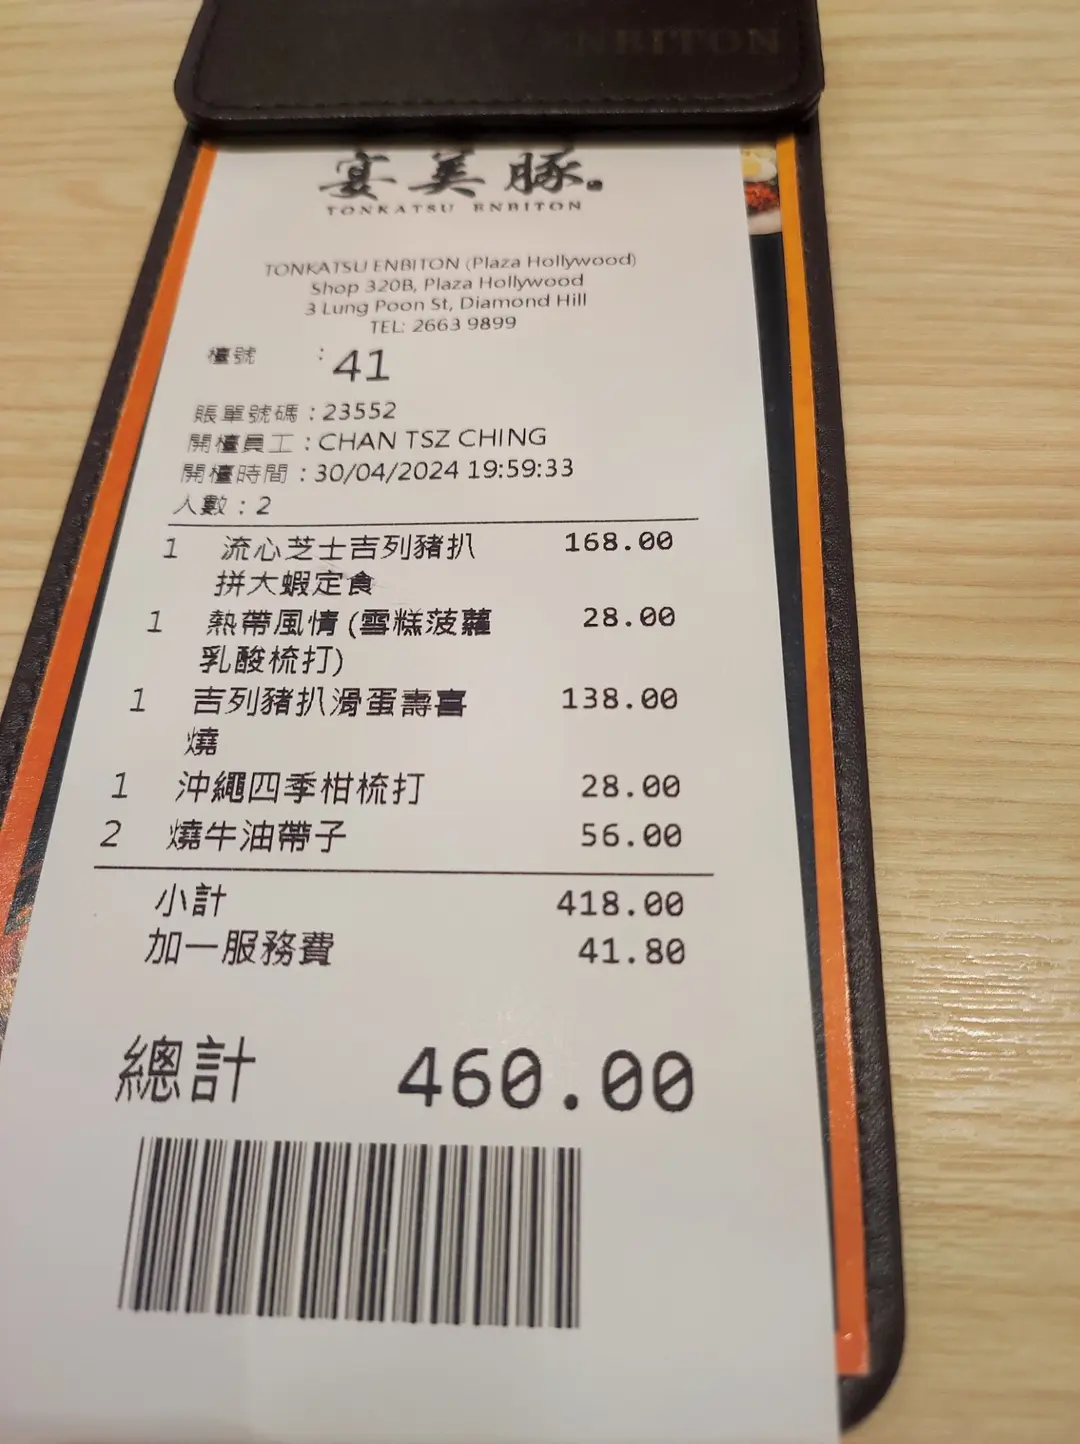 ENBITON
宴美豚。
TONKATSU ENBITON
TONKATSU ENBITON (Plaza Hollywood)
Shop 320B, Plaza Hollywood
3 Lung Poon St, Diamond Hill
TEL: 2663 9899
檯號 : 41
賬單號碼 : 23552
開檯員工 : CHAN TSZ CHING
開檯時間 : 30/04/2024 19:59:33
人數 : 2
1 流心芝士吉列豬扒 168.00
拼大蝦定食
1 熱帶風情 (雪糕菠蘿 28.00
乳酸梳打)
1 吉列豬扒滑蛋壽喜 138.00
燒
1 沖繩四季柑梳打 28.00
2 燒牛油帶子 56.00
小計 418.00
加一服務費 41.80
總計 460.00